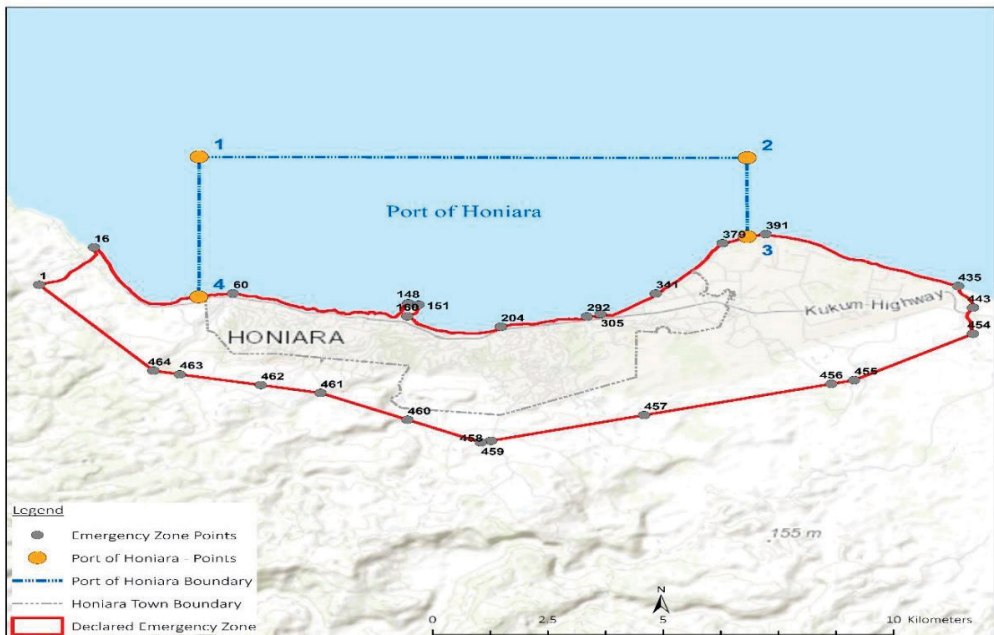 1
2
Port of Honiara
16
379
391
3
1
4
60
341
435
148
151
443
Kukum-Highway
160
292
204
305
HONIARA
454
464
463
462
456
455
461
460
457
458
459
Legend
Emergency Zone Points
155 m
Port of Honiara - Points
Port of Honiara Boundary
N
Honiara Town Boundary
Declared Emergency Zone
0
2.5
5
10 Kilometers